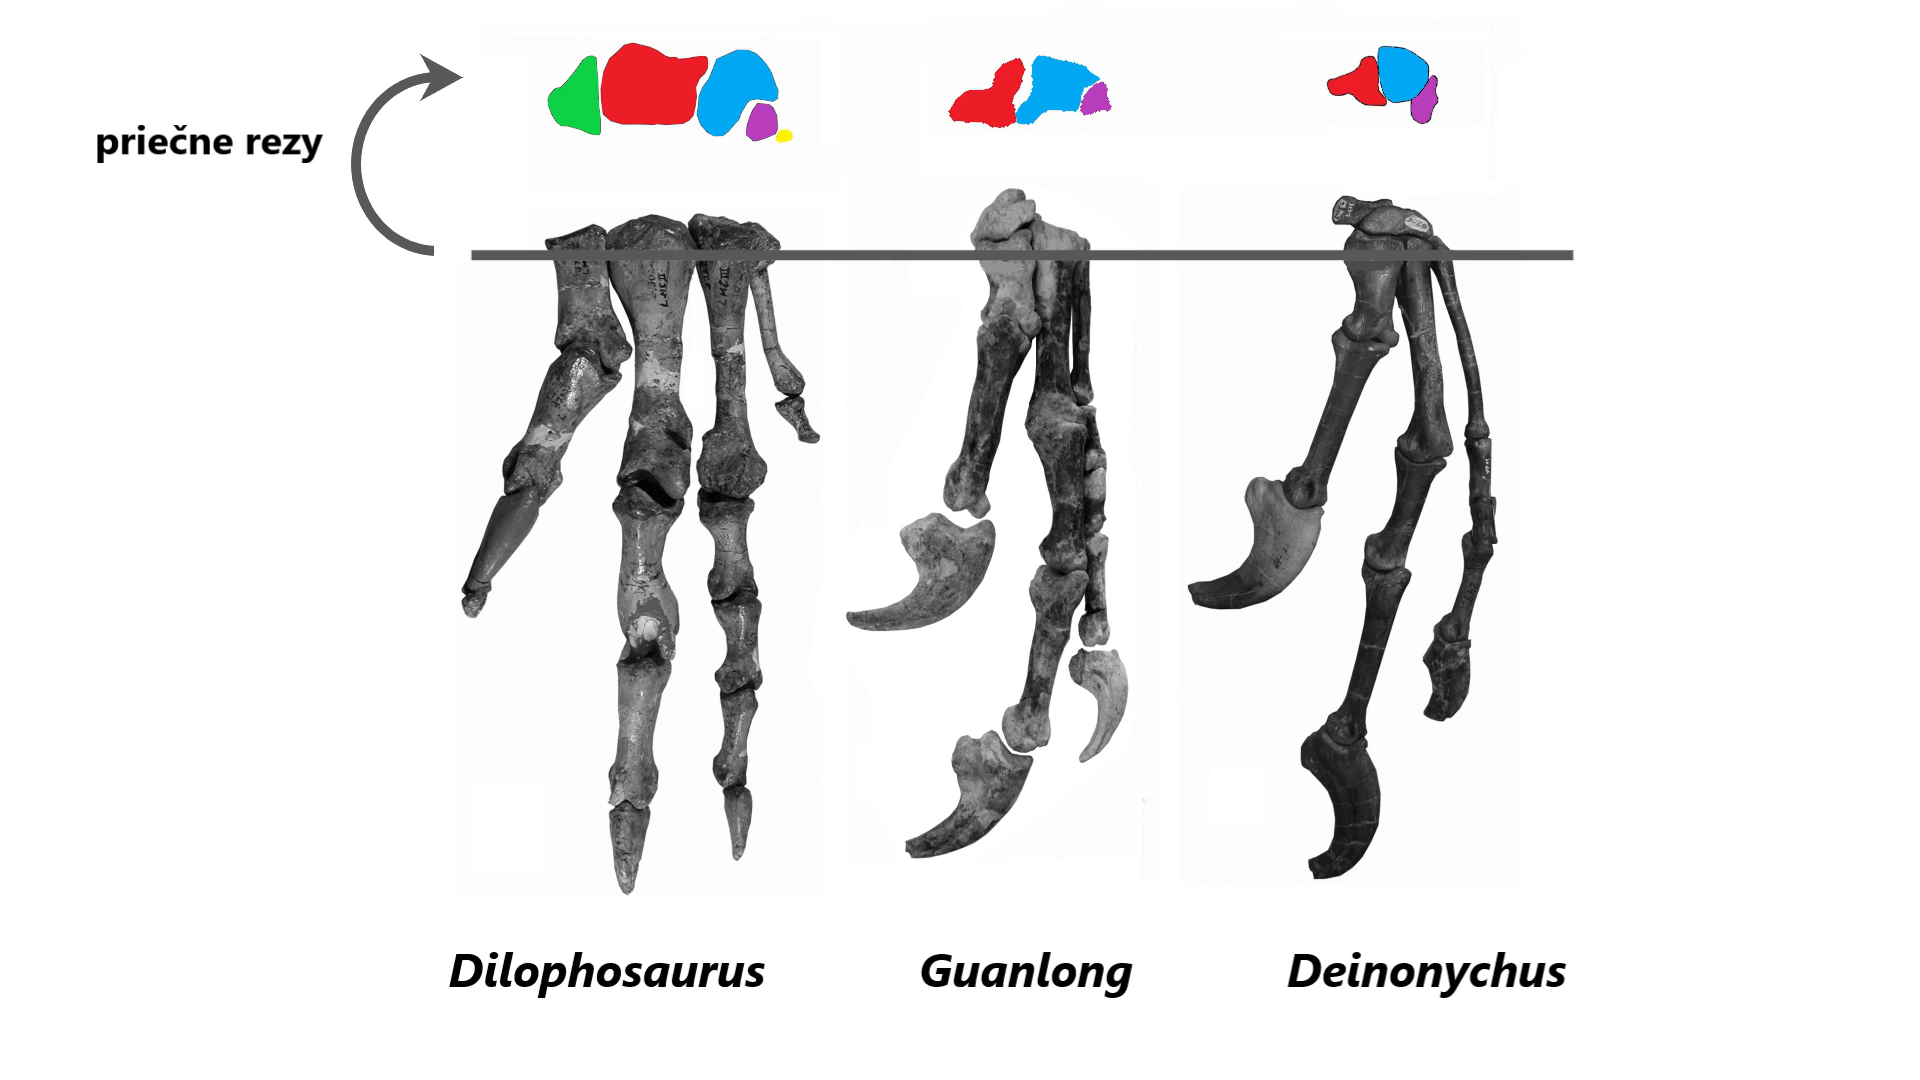 priečne rezy
Dilophosaurus
Guanlong
Deinonychus